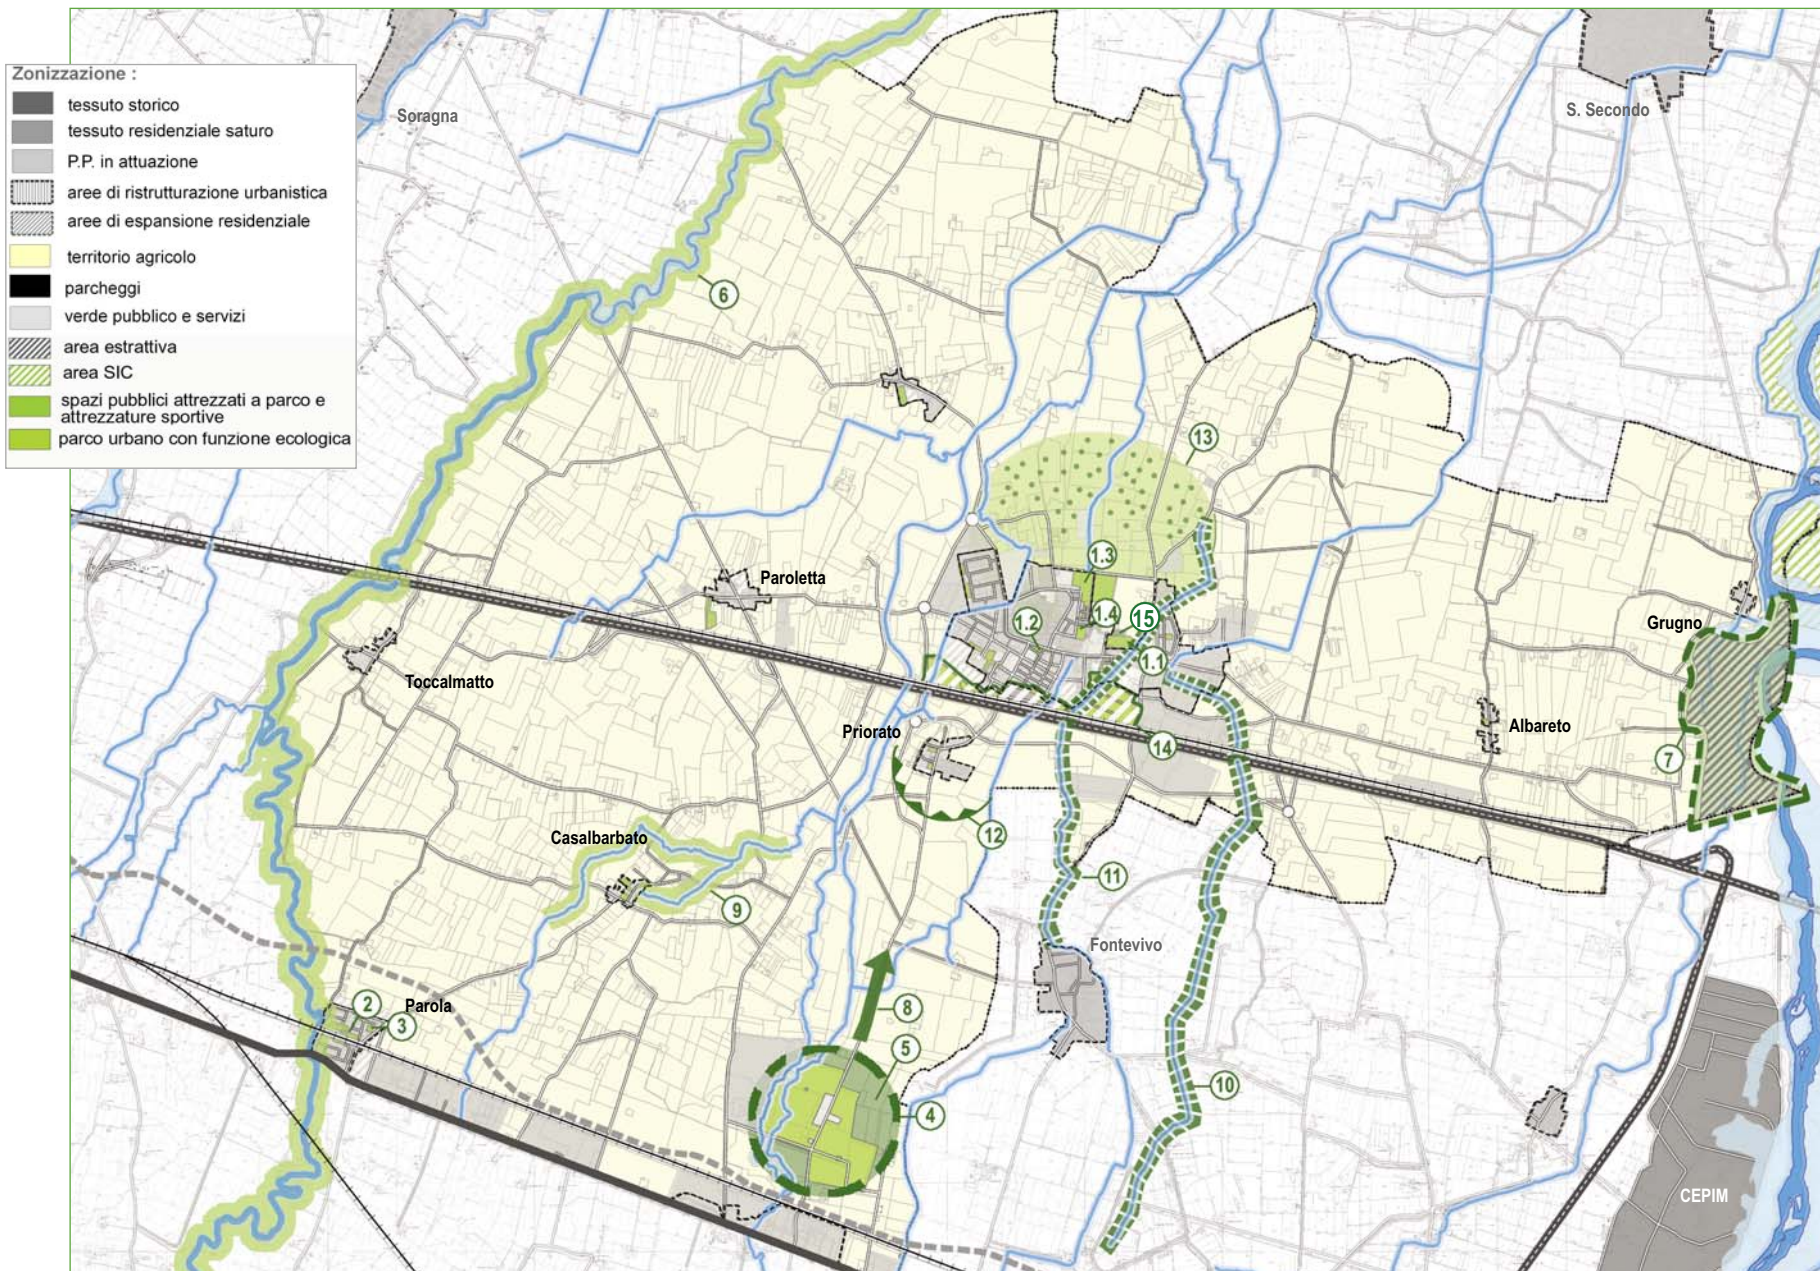 Zonizzazione :
tessuto storico
tessuto residenziale saturo
P.P. in attuazione
aree di ristrutturazione urbanistica
aree di espansione residenziale
territorio agricolo
parcheggi
verde pubblico e servizi
area estrattiva
area SIC
spazi pubblici attrezzati a parco e
attrezzature sportive
parco urbano con funzione ecologica
Soragna
S. Secondo
6
13
1.3
Paroletta
1.4
15
1.2
Grugno
1.1
Toccalmatto
Priorato
Albareto
14
7
Casalbarbato
12
11
9
Fontevivo
Parola
2
3
8
5
10
4
CEPIM